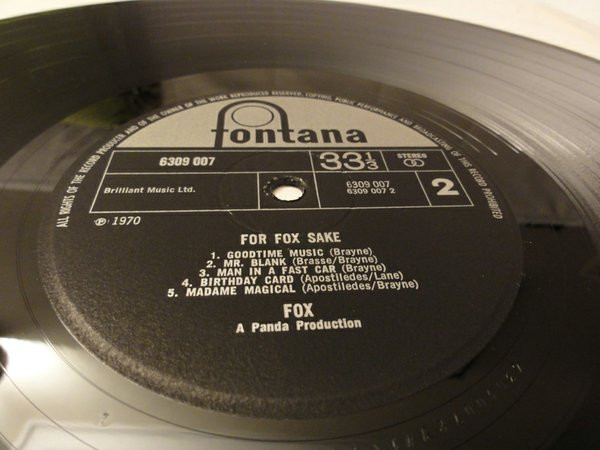 ALL RIGHTS OF THE RECORD PRODUCER AND OF THE OWNER OF THE WORK REPRODUCED RESERVED. COPYING, PUBLIC PERFORMANCE AND BROADCASTING OF THIS RECORD PROHIBITED
fontana
6309 007
33 1/3
STEREO
Brilliant Music Ltd.
6309 007
6309 007 2
2
℗ 1970
FOR FOX SAKE
1. GOODTIME MUSIC (Brayne)
2. MR. BLANK (Brasse/Brayne)
3. MAN IN A FAST CAR (Brayne)
4. BIRTHDAY CARD (Apostiledes/Lane)
5. MADAME MAGICAL (Apostiledes/Brayne)
FOX
A Panda Production